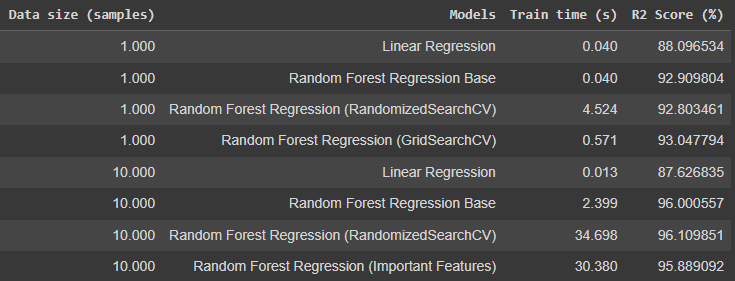 Data size (samples) Models Train time (s) R2 Score (%)
1.000 Linear Regression 0.040 88.096534
1.000 Random Forest Regression Base 0.040 92.909804
1.000 Random Forest Regression (RandomizedSearchCV) 4.524 92.803461
1.000 Random Forest Regression (GridSearchCV) 0.571 93.047794
10.000 Linear Regression 0.013 87.626835
10.000 Random Forest Regression Base 2.399 96.000557
10.000 Random Forest Regression (RandomizedSearchCV) 34.698 96.109851
10.000 Random Forest Regression (Important Features) 30.380 95.889092